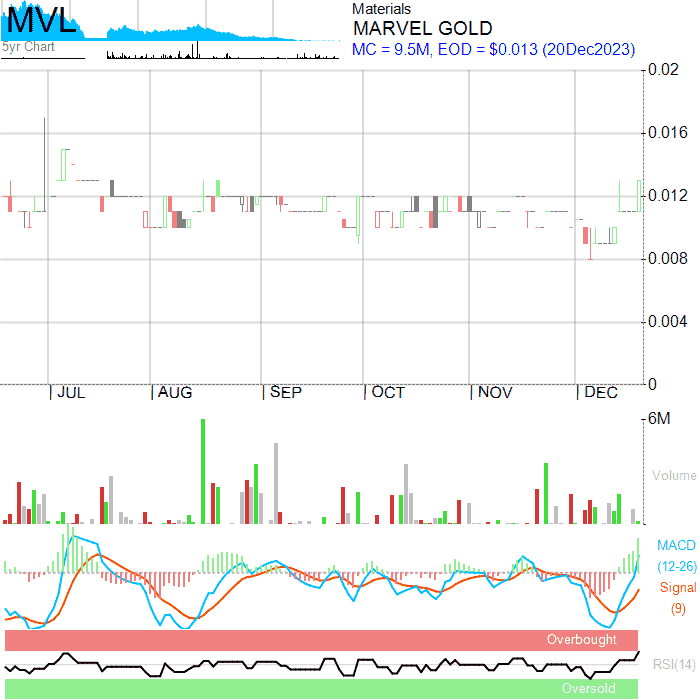 MVL
5yr Chart
Materials
MARVEL GOLD
MC = 9.5M, EOD = $0.013 (20Dec2023)
0.02
0.016
0.012
0.008
0.004
0
JUL AUG SEP OCT NOV DEC
6M
Volume
MACD
(12-26)
Signal
(9)
Overbought
RSI(14)
Oversold